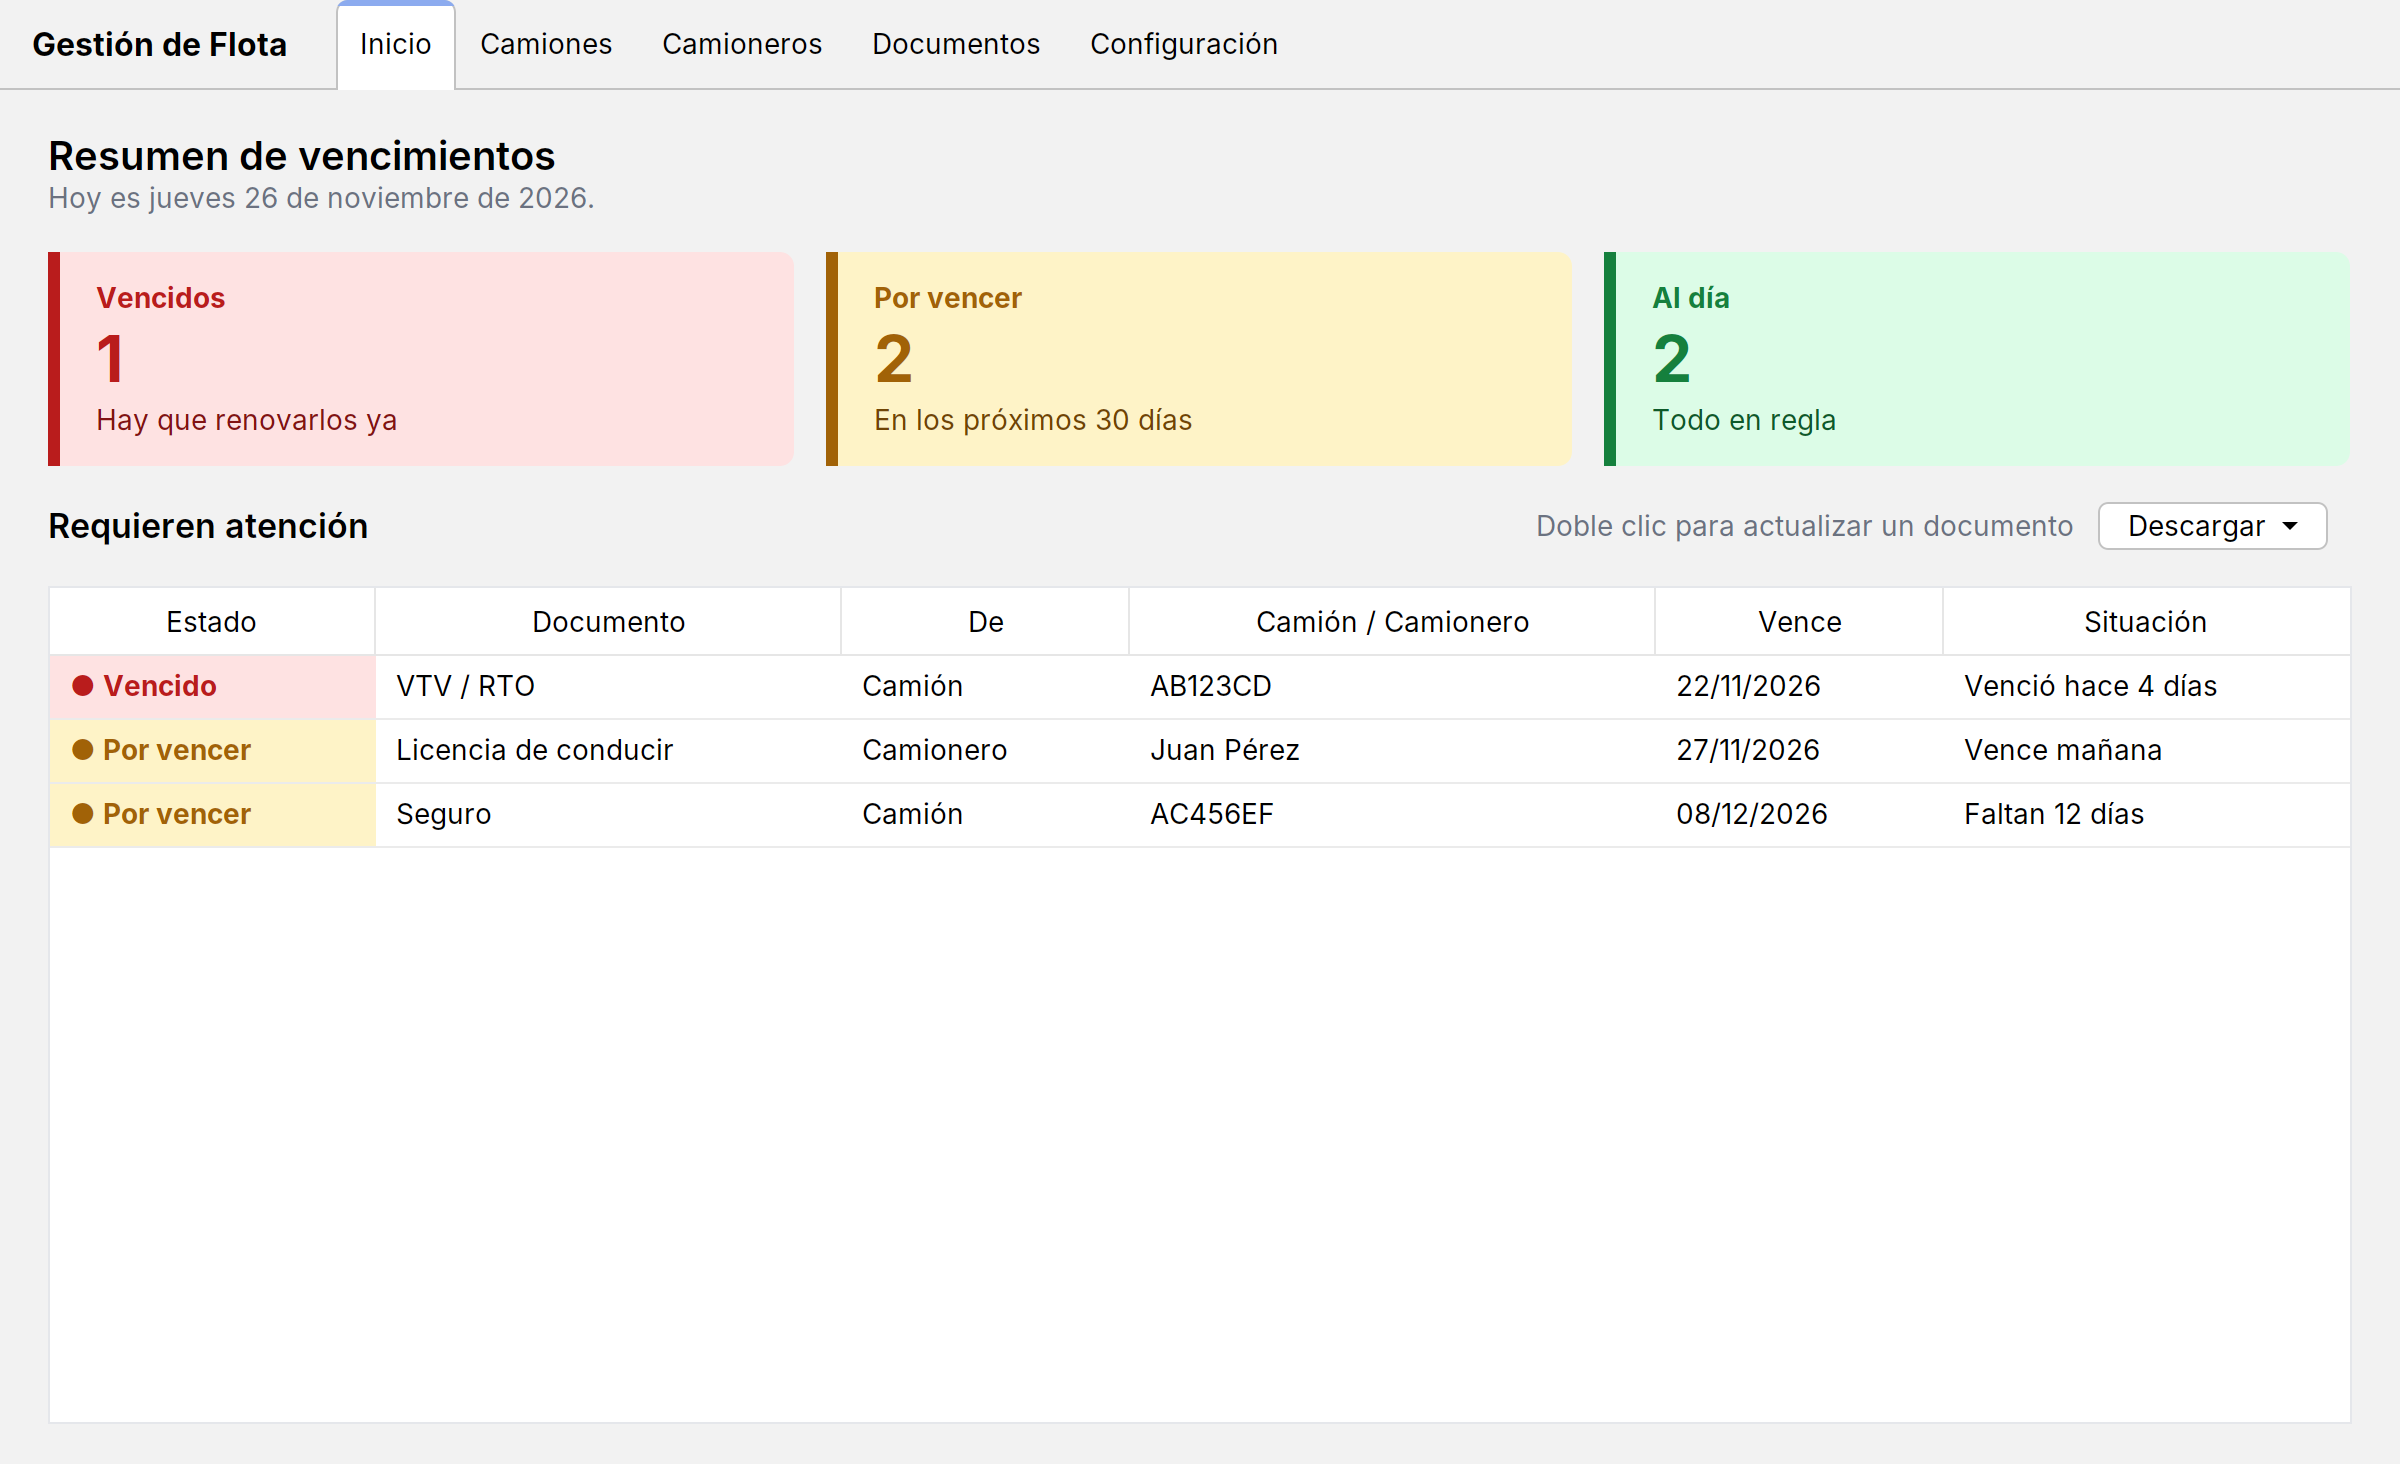 Gestión de Flota Inicio Camiones Camioneros Documentos Configuración
Resumen de vencimientos
Hoy es jueves 26 de noviembre de 2026.
Vencidos
1
Hay que renovarlos ya
Por vencer
2
En los próximos 30 días
Al día
2
Todo en regla
Requieren atención Doble clic para actualizar un documento Descargar
Estado Documento De Camión / Camionero Vence Situación
Vencido VTV / RTO Camión AB123CD 22/11/2026 Venció hace 4 días
Por vencer Licencia de conducir Camionero Juan Pérez 27/11/2026 Vence mañana
Por vencer Seguro Camión AC456EF 08/12/2026 Faltan 12 días